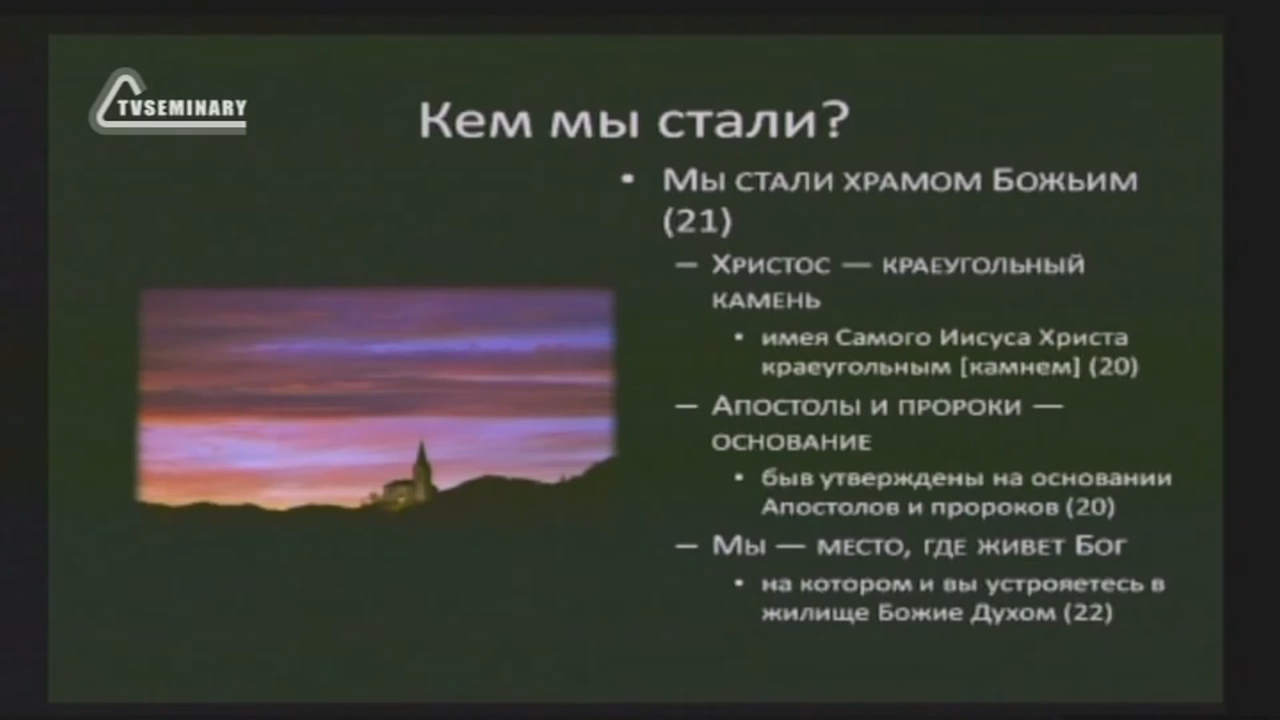 TVSEMINARY
Кем мы стали?
• Мы стали храмом Божьим
(21)
— Христос — краеугольный
камень
• имея Самого Иисуса Христа
краеугольным [камнем] (20)
— Апостолы и пророки —
основание
• быв утверждены на основании
Апостолов и пророков (20)
— Мы — место, где живет Бог
• на котором и вы устрояетесь в
жилище Божие Духом (22)